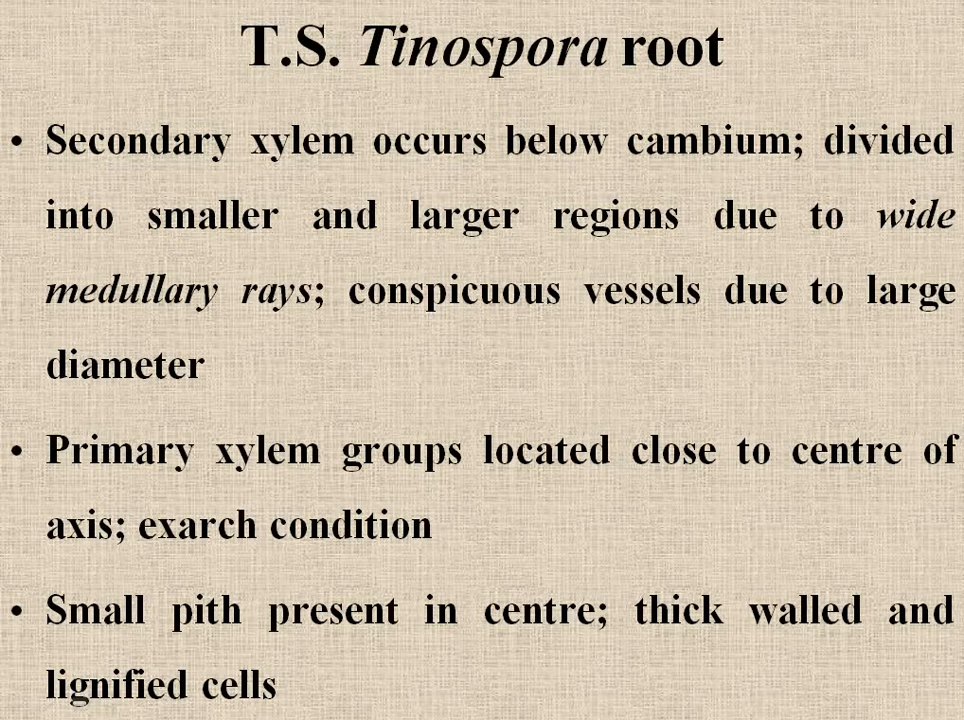 T.S. Tinospora root
• Secondary xylem occurs below cambium; divided
into smaller and larger regions due to wide
medullary rays; conspicuous vessels due to large
diameter
• Primary xylem groups located close to centre of
axis; exarch condition
• Small pith present in centre; thick walled and
lignified cells